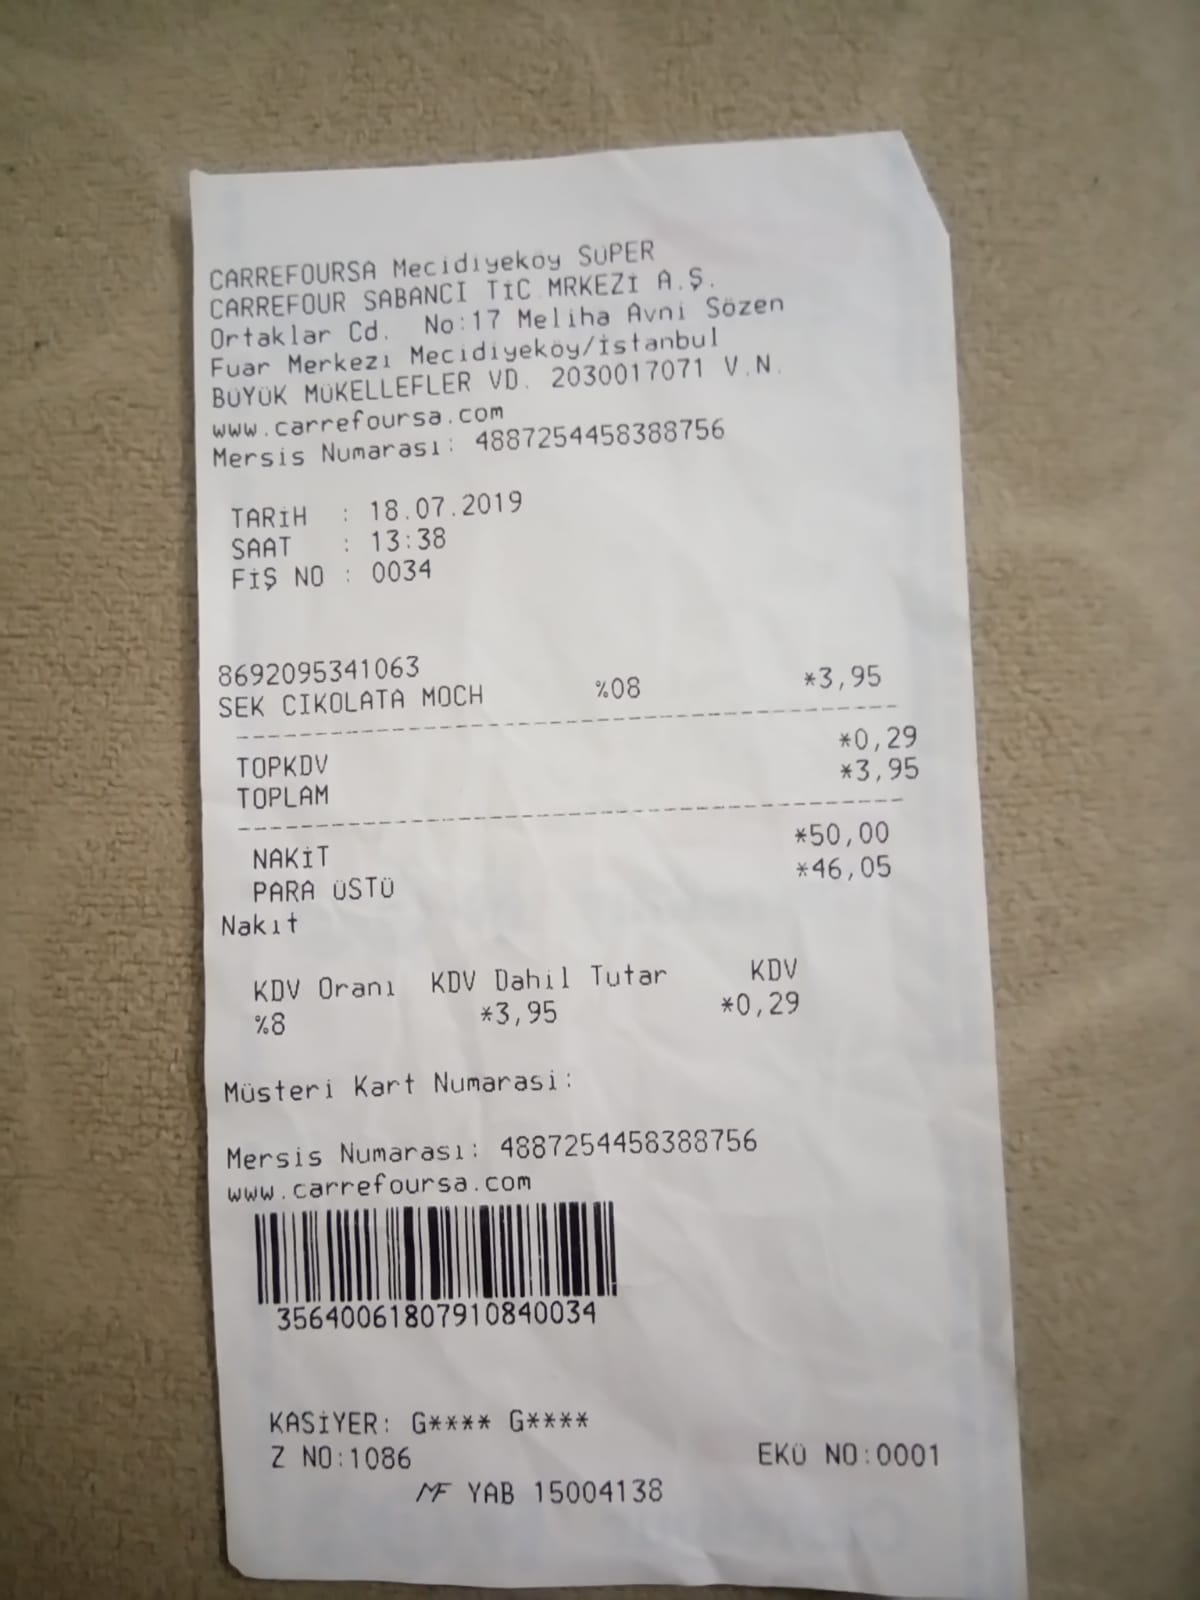 CARREFOURSA Mecidiyeköy SÜPER
CARREFOUR SABANCI TİC MRKEZİ A.Ş.
Ortaklar Cd. No:17 Meliha Avni Sözen
Fuar Merkezı Mecidiyeköy/İstanbul
BÜYÜK MÜKELLEFLER VD. 2030017071 V.N.
www.carrefoursa.com
Mersis Numarası: 4887254458388756
TARİH : 18.07.2019
SAAT : 13:38
FİŞ NO : 0034
8692095341063
SEK CIKOLATA MOCH %08 *3,95
TOPKDV *0,29
TOPLAM *3,95
NAKİT *50,00
PARA ÜSTÜ *46,05
Nakıt
KDV Oranı KDV Dahil Tutar KDV
%8 *3,95 *0,29
Müsteri Kart Numarasi:
Mersis Numarası: 4887254458388756
www.carrefoursa.com
35640061807910840034
KASİYER: G**** G****
Z NO:1086 EKÜ NO:0001
MF YAB 15004138